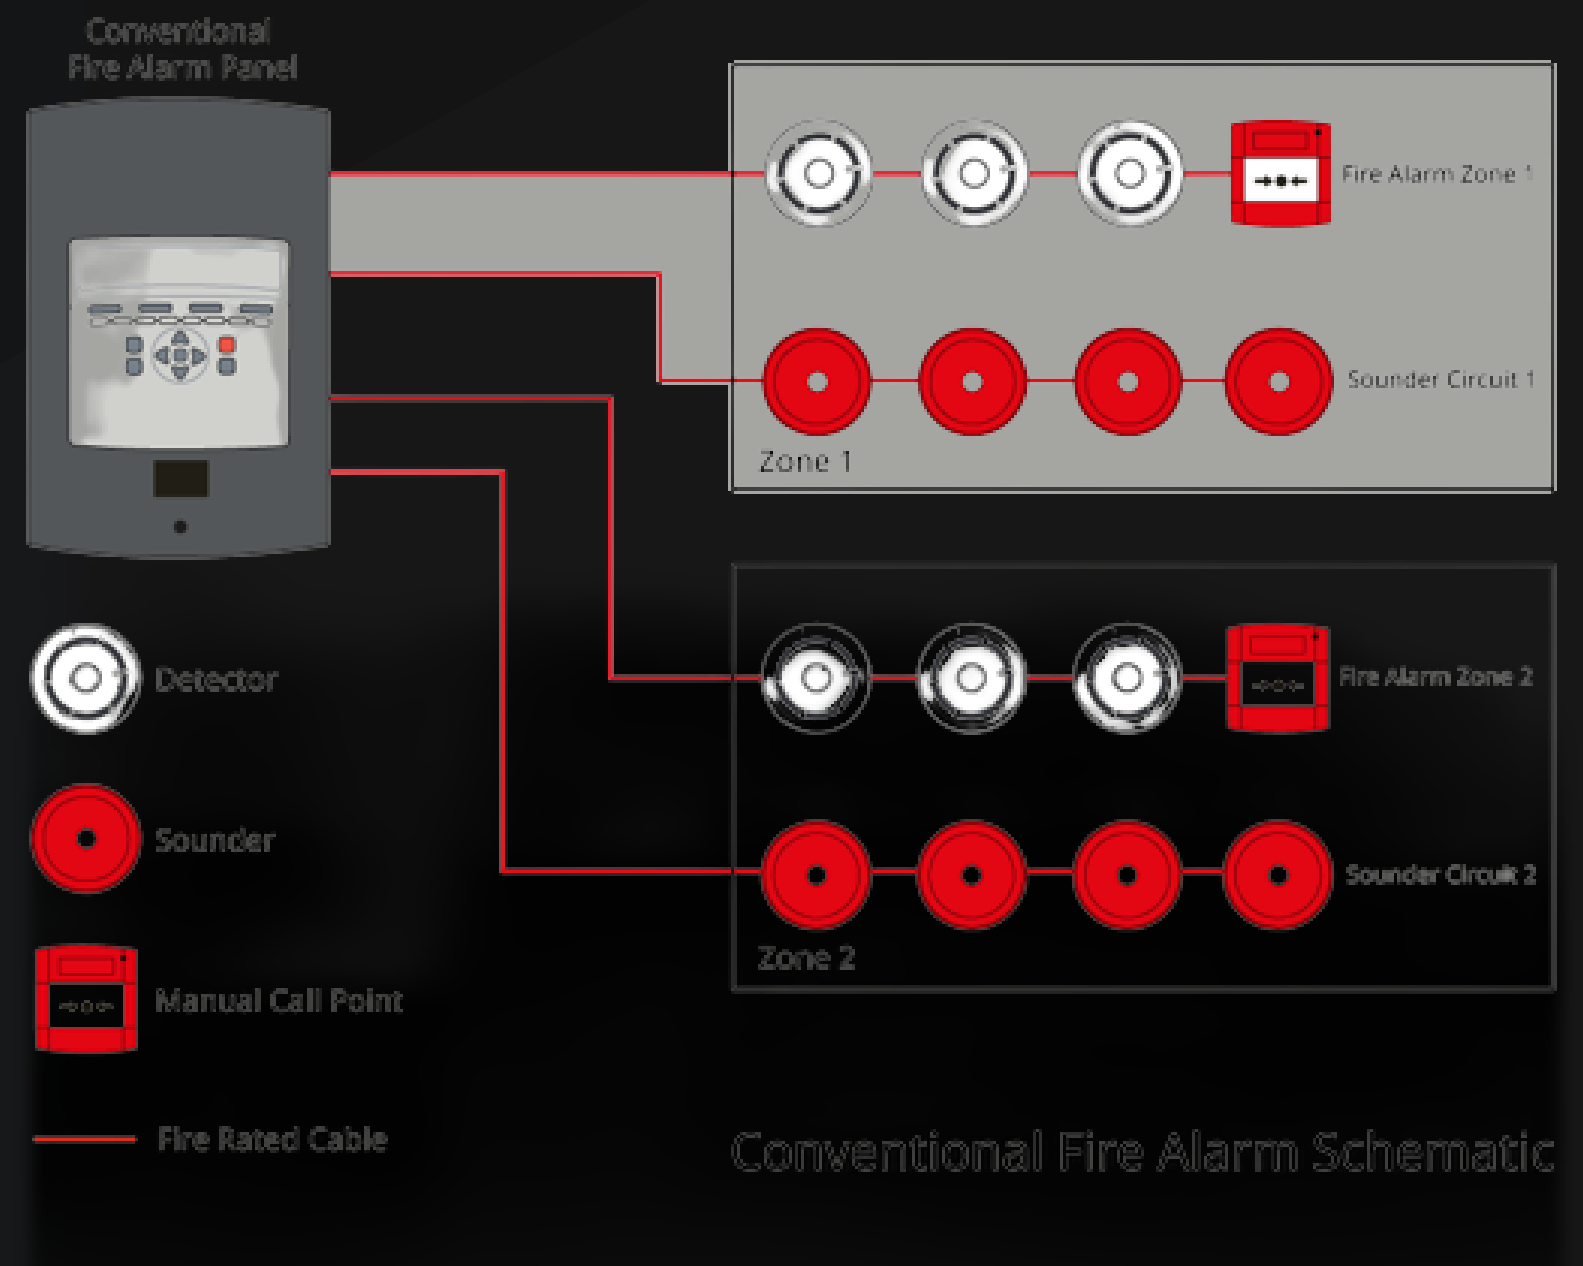 Conventional
Fire Alarm Panel
Fire Alarm Zone 1
Sounder Circuit 1
Zone 1
Fire Alarm Zone 2
Sounder Circuit 2
Zone 2
Detector
Sounder
Manual Call Point
Fire Rated Cable
Conventional Fire Alarm Schematic